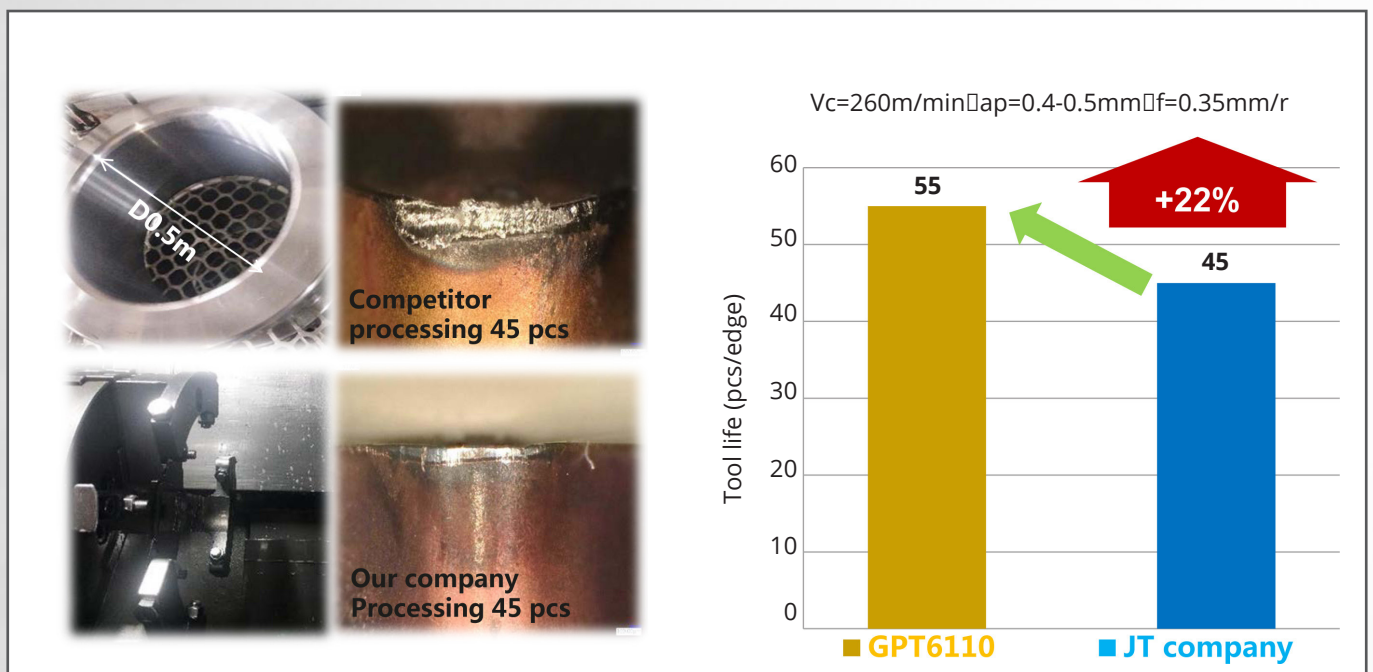 D0.5m
Competitor
processing 45 pcs
Our company
Processing 45 pcs
Vc=260m/min▯ap=0.4-0.5mm▯f=0.35mm/r
+22%
Tool life (pcs/edge)
60
50
40
30
20
10
0
55
45
GPT6110
JT company